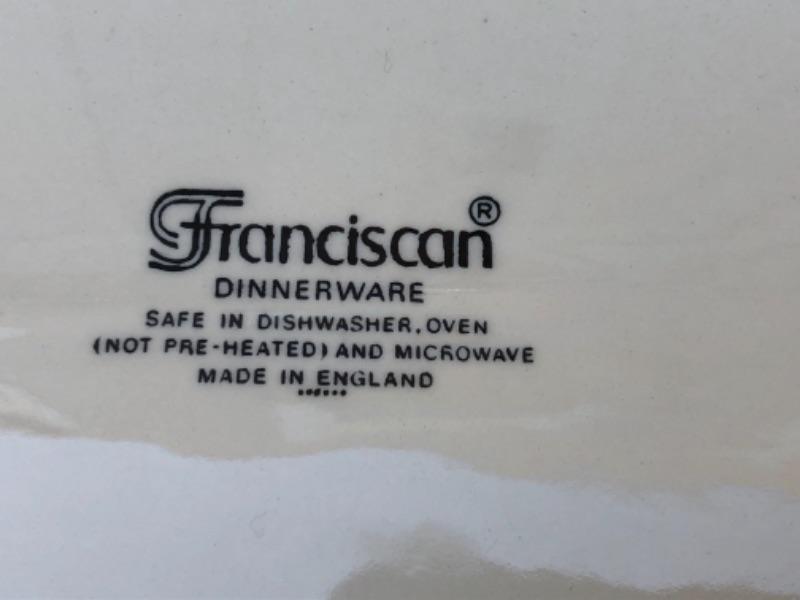 Franciscan®
DINNERWARE
SAFE IN DISHWASHER, OVEN
(NOT PRE-HEATED) AND MICROWAVE
MADE IN ENGLAND